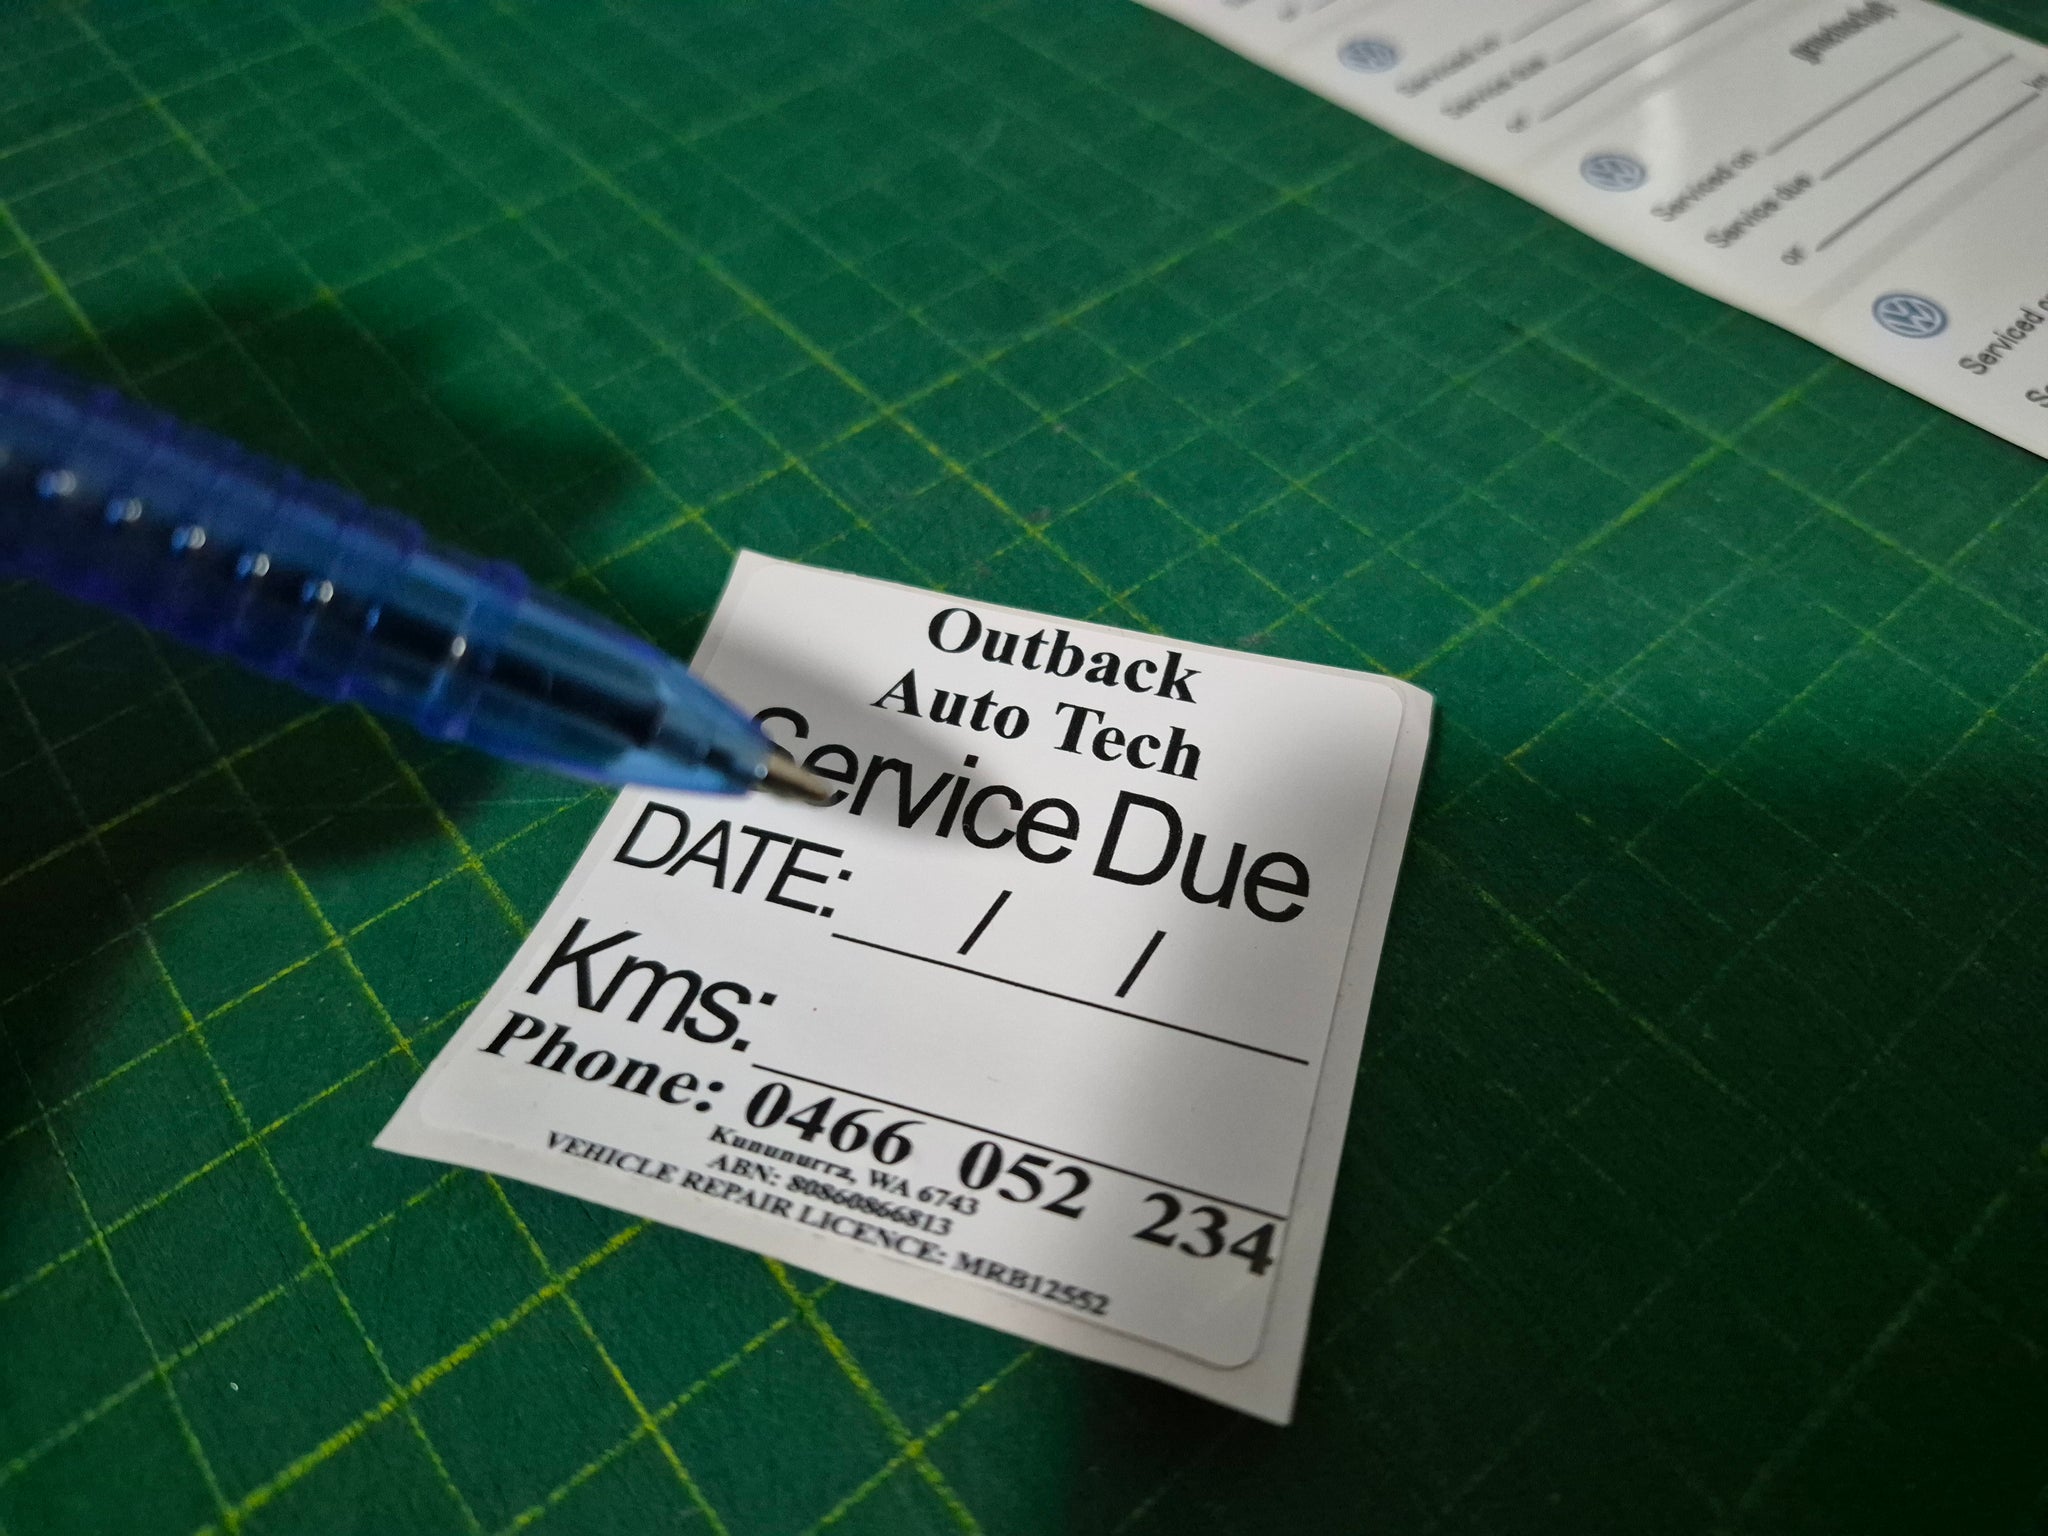 Outback
Auto Tech
Service Due
DATE: / /
Kms:
Phone: 0466 052 234
Kununurra, WA 6743
ABN: 80860866813
VEHICLE REPAIR LICENCE: MRB12552
Serviced on
Service due
or
Serviced on
Service due
or
Serviced